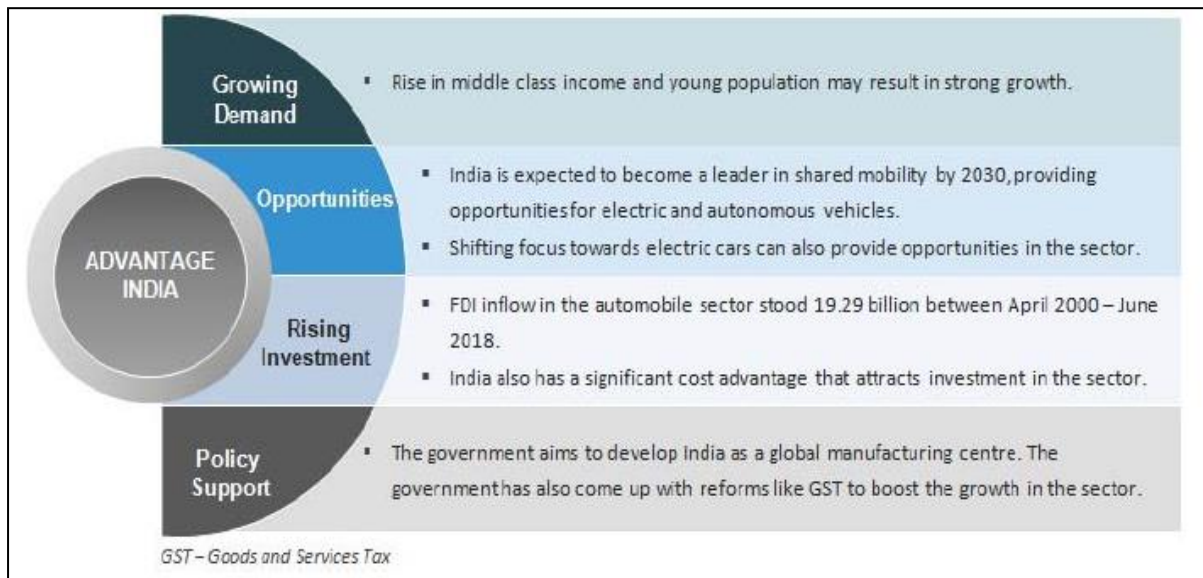 ADVANTAGE
INDIA
Growing
Demand
▪ Rise in middle class income and young population may result in strong growth.
Opportunities
▪ India is expected to become a leader in shared mobility by 2030, providing
opportunities for electric and autonomous vehicles.
▪ Shifting focus towards electric cars can also provide opportunities in the sector.
Rising
Investment
▪ FDI inflow in the automobile sector stood 19.29 billion between April 2000 – June
2018.
▪ India also has a significant cost advantage that attracts investment in the sector.
Policy
Support
▪ The government aims to develop India as a global manufacturing centre. The
government has also come up with reforms like GST to boost the growth in the sector.
GST – Goods and Services Tax